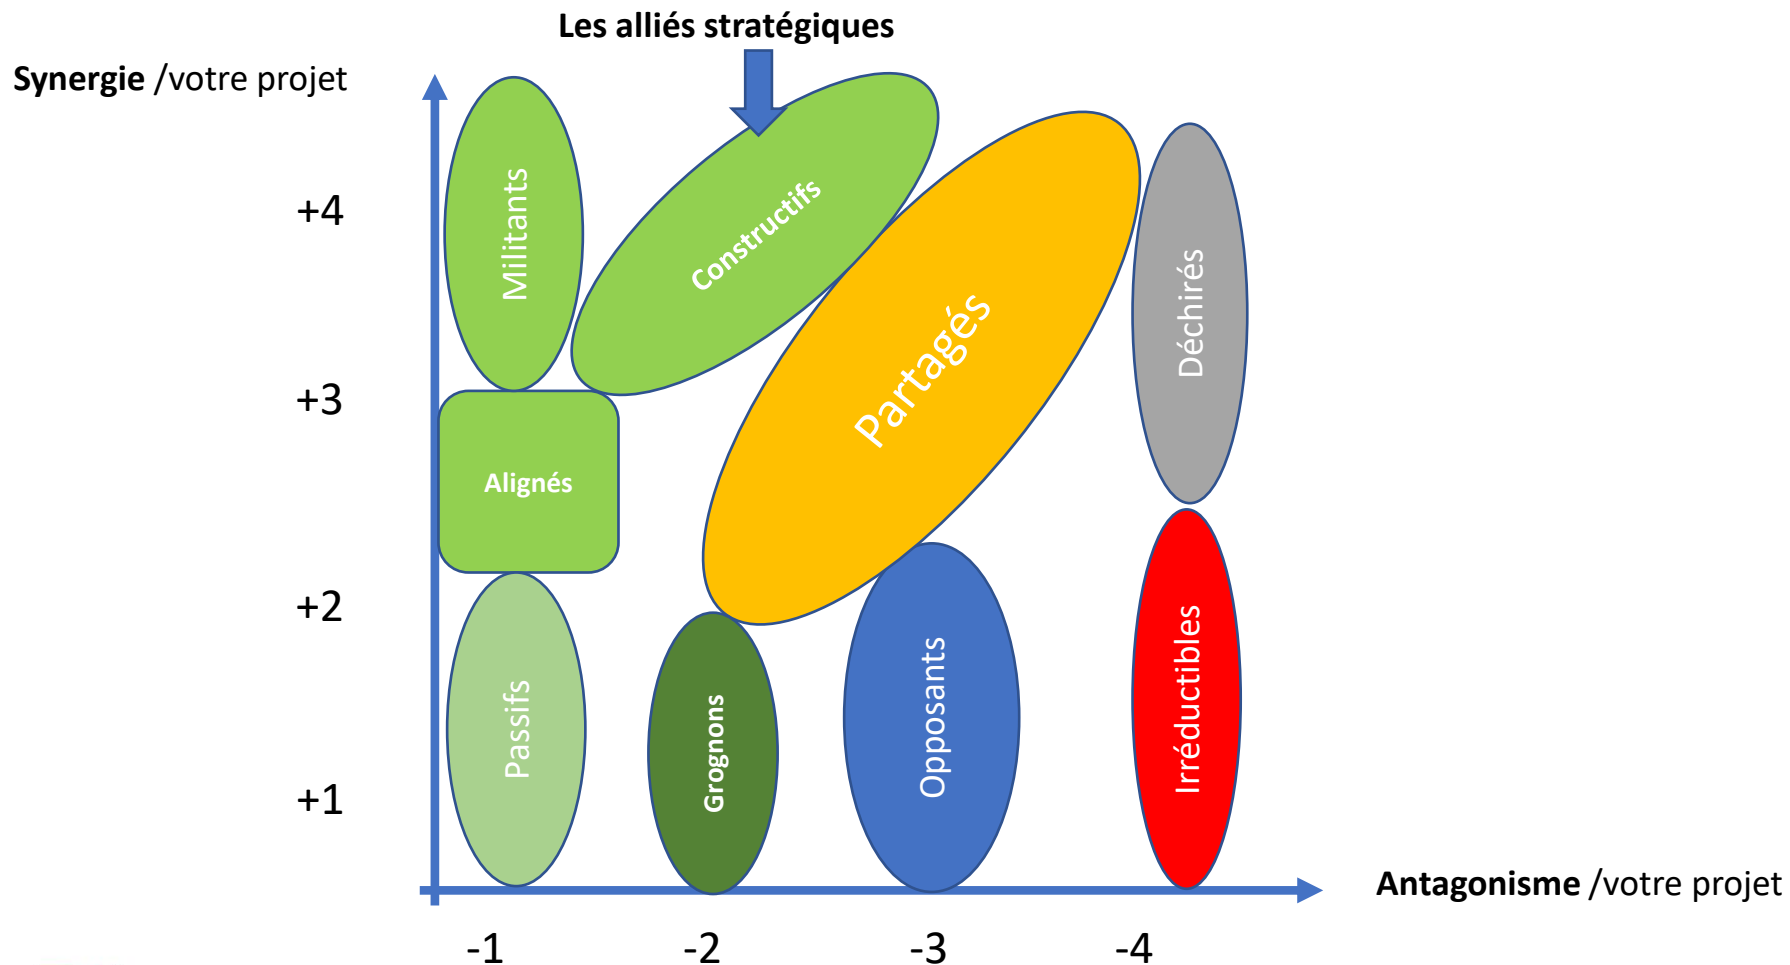 Les alliés stratégiques
Synergie /votre projet
+4
+3
+2
+1
Militants
Constructifs
Partagés
Déchirés
Alignés
Passifs
Grognons
Opposants
Irréductibles
Antagonisme /votre projet
-1
-2
-3
-4